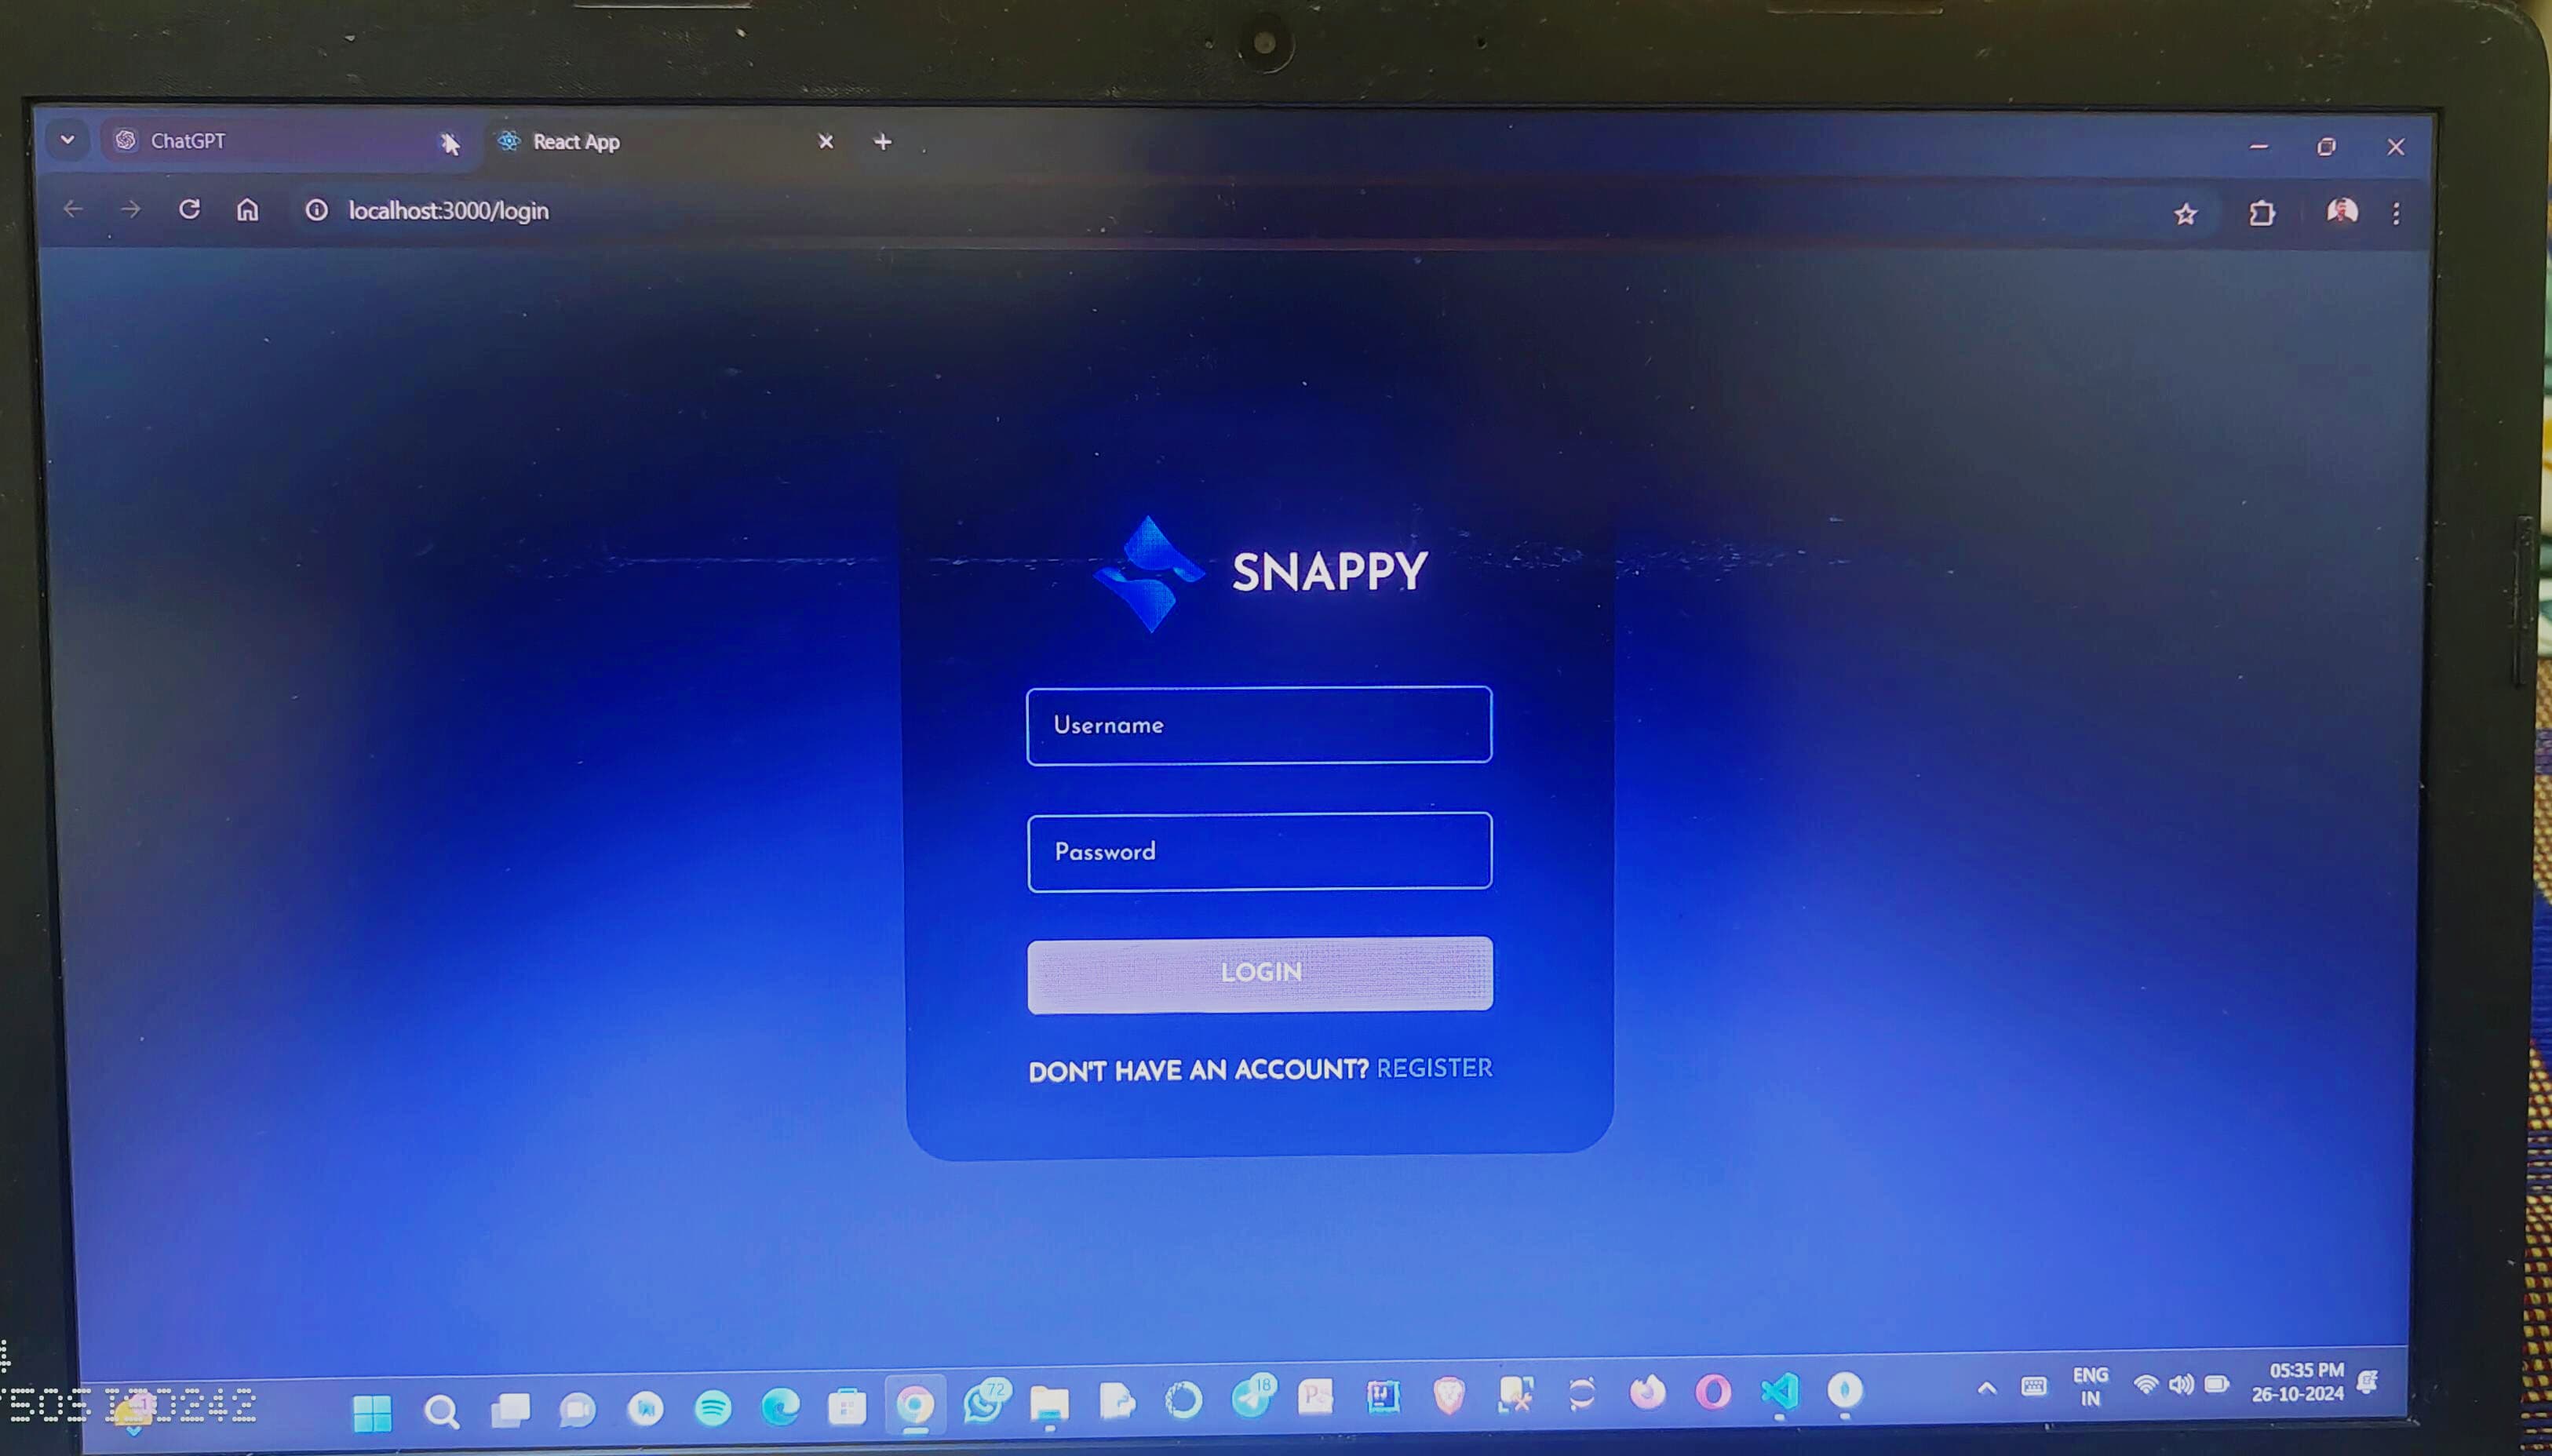 ChatGPT
React App
localhost:3000/login
SNAPPY
Username
Password
LOGIN
DON'T HAVE AN ACCOUNT? REGISTER
72
18
ENG
IN
05:35 PM
26-10-2024